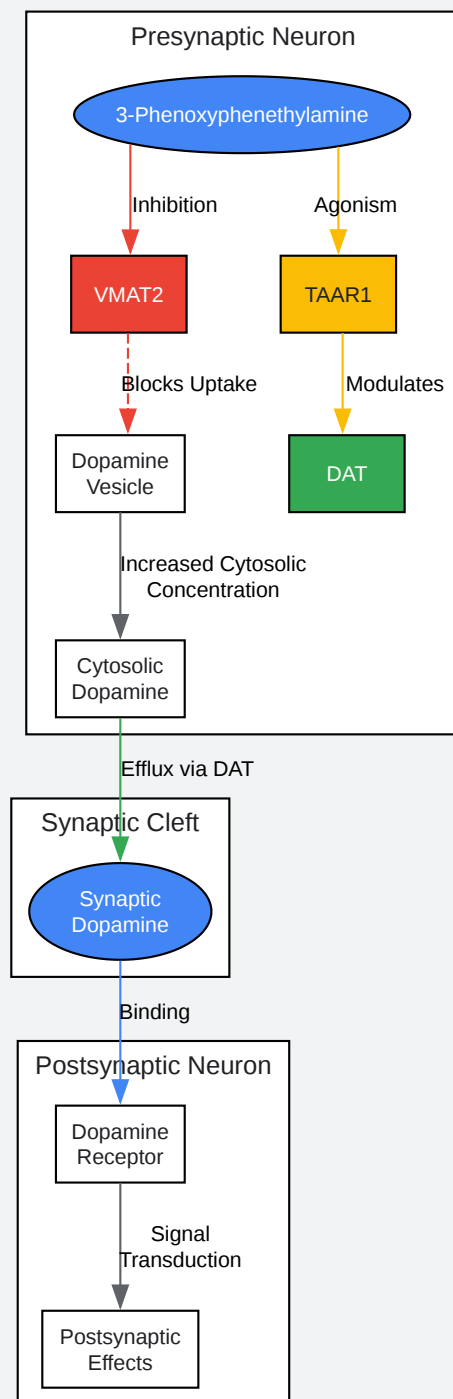 Presynaptic Neuron
3-Phenoxyphenethylamine
Inhibition
Agonism
VMAT2
TAAR1
Blocks Uptake
Modulates
Dopamine
Vesicle
DAT
Increased Cytosolic
Concentration
Cytosolic
Dopamine
Efflux via DAT
Synaptic Cleft
Synaptic
Dopamine
Binding
Postsynaptic Neuron
Dopamine
Receptor
Signal
Transduction
Postsynaptic
Effects